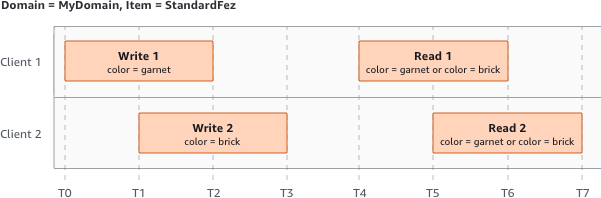 Domain = MyDomain, Item = StandardFez
Client 1
Write 1
color = garnet
Read 1
color = garnet or color = brick
Client 2
Write 2
color = brick
Read 2
color = garnet or color = brick
T0 T1 T2 T3 T4 T5 T6 T7